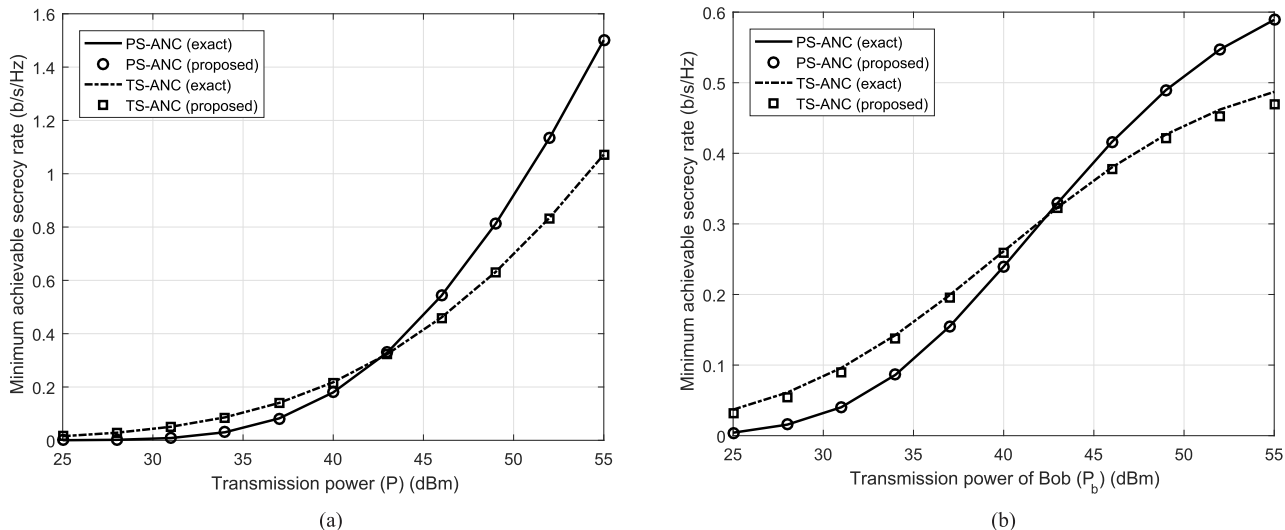 1.6
1.4
1.2
1
0.8
0.6
0.4
0.2
0
Minimum achievable secrecy rate (b/s/Hz)
PS-ANC (exact)
PS-ANC (proposed)
TS-ANC (exact)
TS-ANC (proposed)
25 30 35 40 45 50 55
Transmission power (P) (dBm)
(a)
0.6
0.5
0.4
0.3
0.2
0.1
0
Minimum achievable secrecy rate (b/s/Hz)
PS-ANC (exact)
PS-ANC (proposed)
TS-ANC (exact)
TS-ANC (proposed)
25 30 35 40 45 50 55
Transmission power of Bob (P_b) (dBm)
(b)